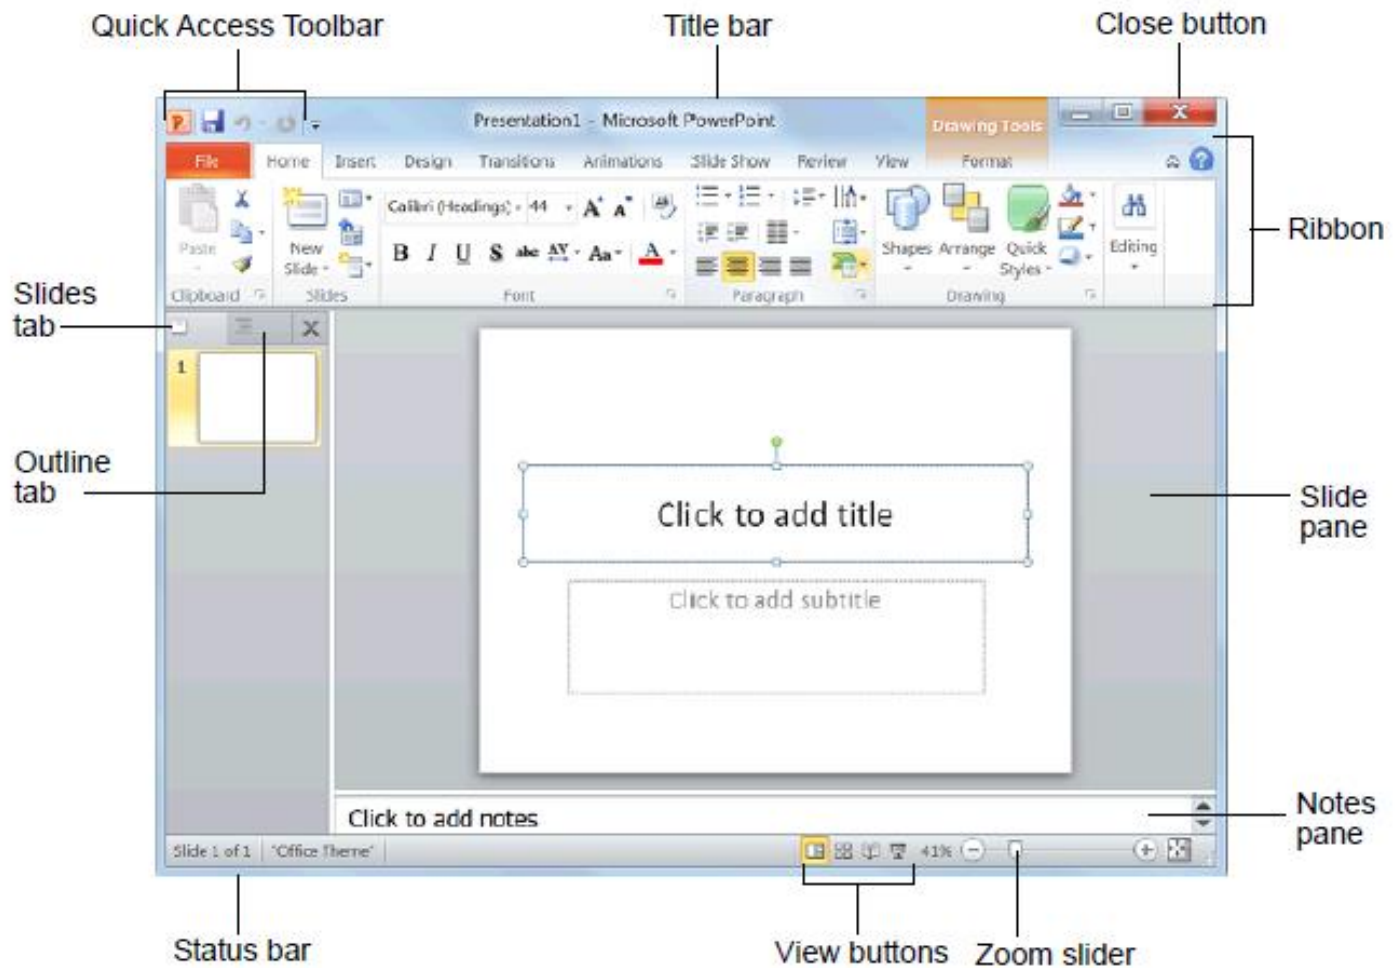 Quick Access Toolbar
Title bar
Close button
Presentation1 - Microsoft PowerPoint
Drawing Tools
File Home Insert Design Transitions Animations Slide Show Review View Format
Ribbon
Calibri (Headings) 44
Paste
New
Slide
B I U S abc AV Aa A
Shapes Arrange Quick
Styles
Editing
Clipboard Slides Font Paragraph Drawing
Slides
tab
1
Outline
tab
Click to add title
Slide
pane
Click to add subtitle
Click to add notes
Notes
pane
Slide 1 of 1 "Office Theme" 41%
Status bar
View buttons
Zoom slider